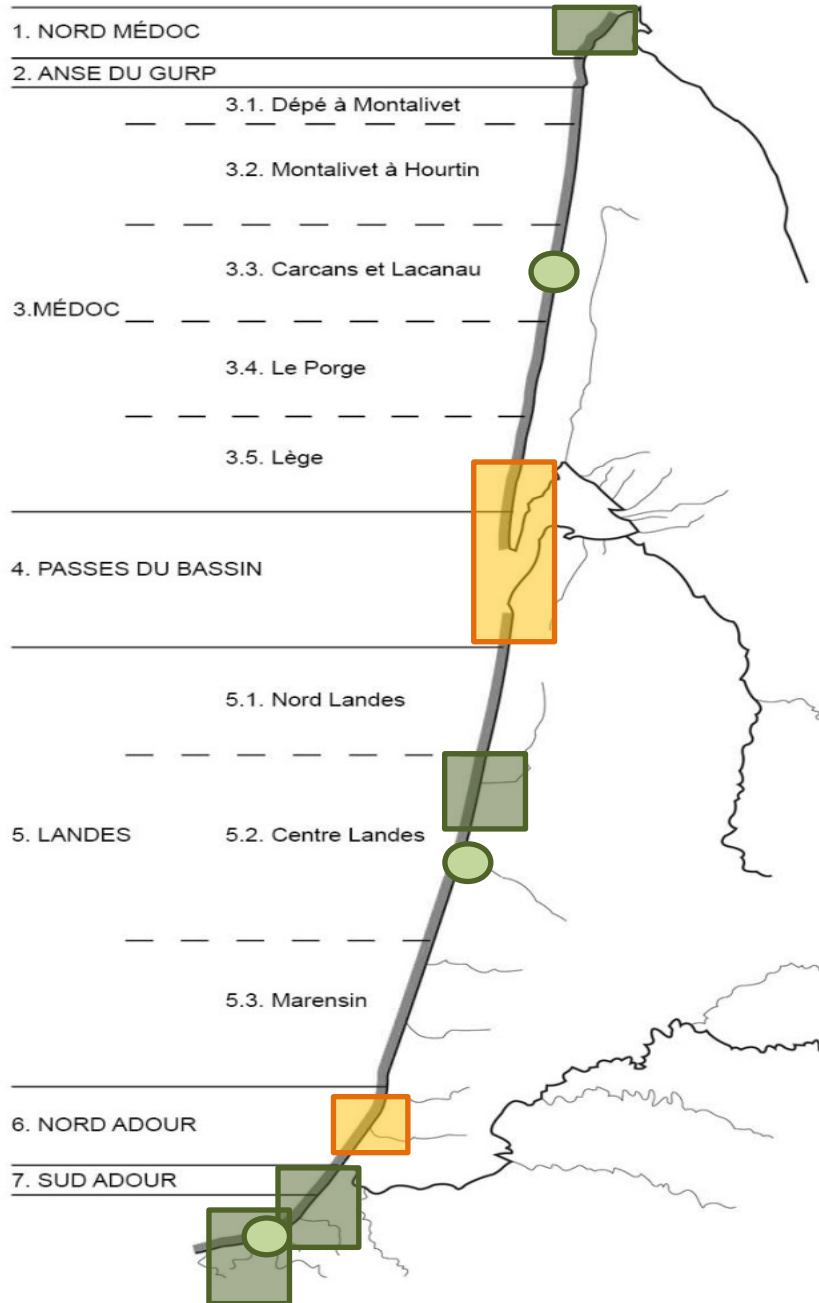 1. NORD MÉDOC
2. ANSE DU GURP
3.1. Dépé à Montalivet
3.2. Montalivet à Hourtin
3.3. Carcans et Lacanau
3.MÉDOC
3.4. Le Porge
3.5. Lège
4. PASSES DU BASSIN
5.1. Nord Landes
5. LANDES
5.2. Centre Landes
5.3. Marensin
6. NORD ADOUR
7. SUD ADOUR